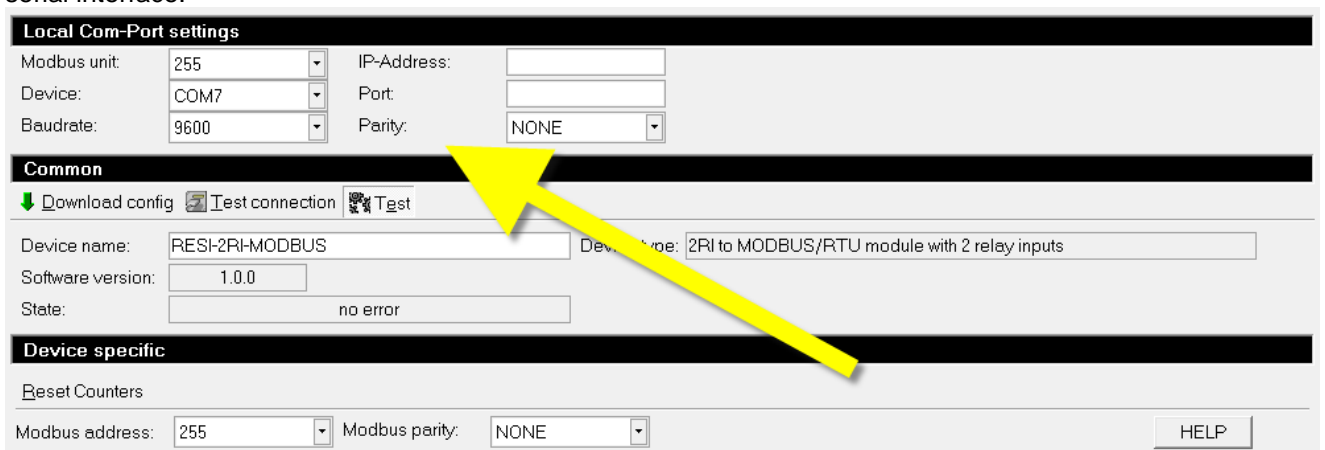 Local Com-Port settings
Modbus unit: 255 IP-Address:
Device: COM7 Port:
Baudrate: 9600 Parity: NONE
Common
Download config Test connection Test
Device name: RESI-2RI-MODBUS 2RI to MODBUS/RTU module with 2 relay inputs
Software version: 1.0.0
State: no error
Device specific
Reset Counters
Modbus address: 255 Modbus parity: NONE HELP